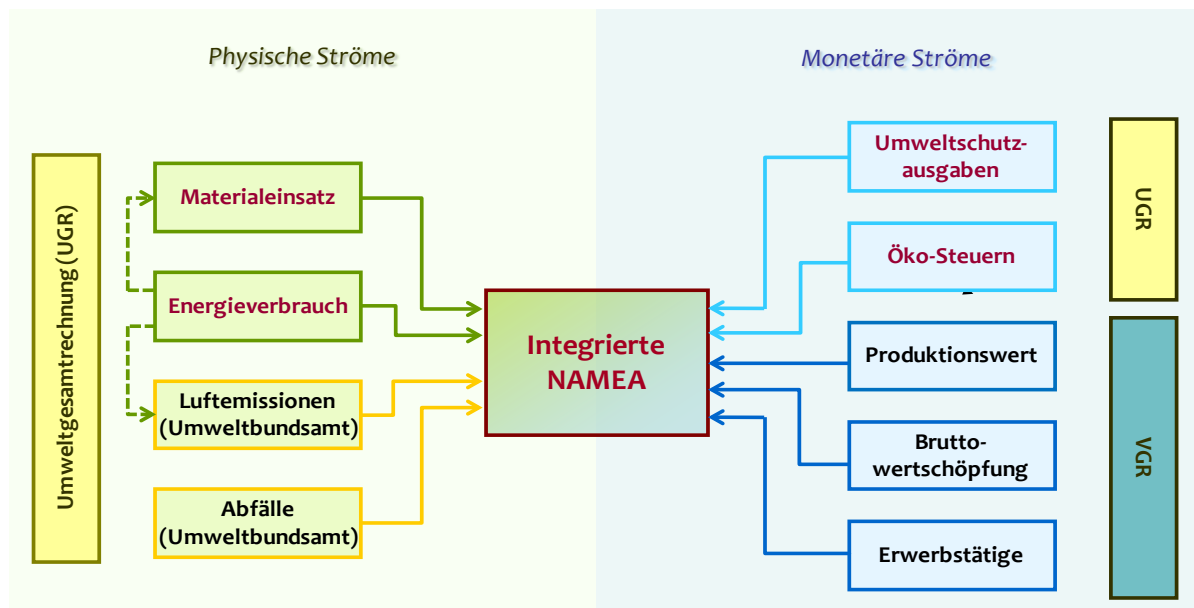 Physische Ströme
Monetäre Ströme
Umweltgesamtrechnung (UGR)
Materialeinsatz
Energieverbrauch
Luftemissionen
(Umweltbundsamt)
Abfälle
(Umweltbundsamt)
Integrierte
NAMEA
Umweltschutz-
ausgaben
Öko-Steuern
Produktionswert
Brutto-
wertschöpfung
Erwerbstätige
UGR
VGR